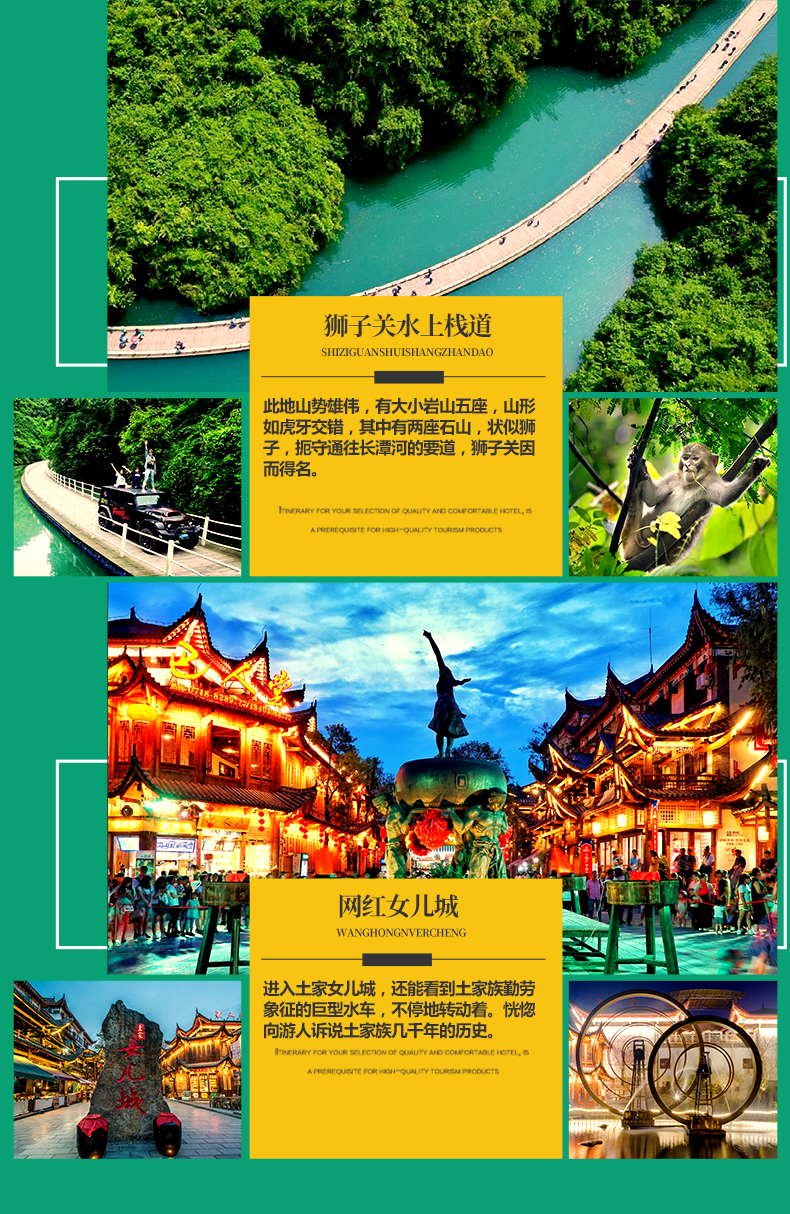 狮子关水上栈道
SHIZIGUANSHUISHANGZHANDAO
此地山势雄伟，有大小岩山五座，山形
如虎牙交错，其中有两座石山，状似狮
子，扼守通往长潭河的要道，狮子关因
而得名。
ITINERARY FOR YOUR SELECTION OF QUALITY AND COMFORTABLE HOTEL, IS
A PREREQUISITE FOR HIGH-QUALITY TOURISM PRODUCTS
网红女儿城
WANGHONGNVERCHENG
进入土家女儿城，还能看到土家族勤劳
象征的巨型水车，不停地转动着。恍惚
向游人诉说土家族几千年的历史。
ITINERARY FOR YOUR SELECTION OF QUALITY AND COMFORTABLE HOTEL, IS
A PREREQUISITE FOR HIGH-QUALITY TOURISM PRODUCTS
女儿城